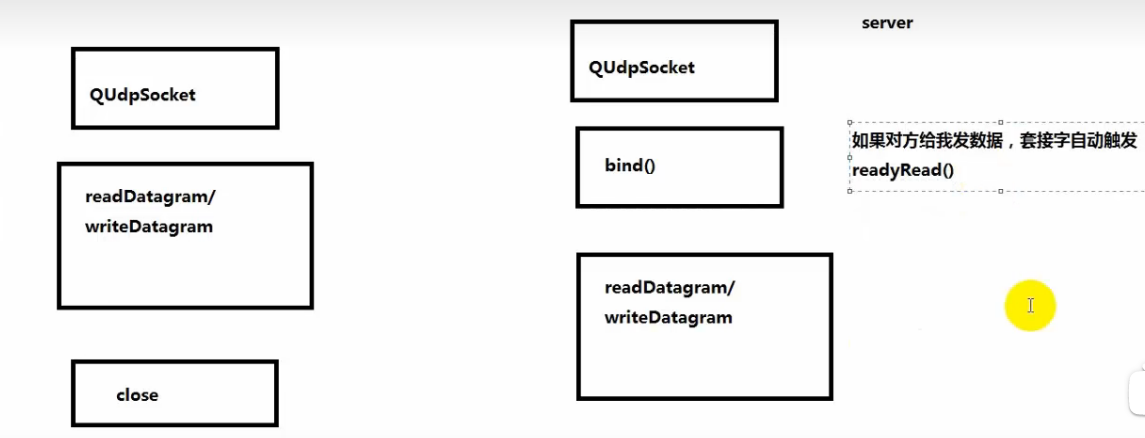 QUdpSocket
readDatagram/
writeDatagram
close
server
QUdpSocket
bind()
如果对方给我发数据，套接字自动触发
readyRead()
readDatagram/
writeDatagram